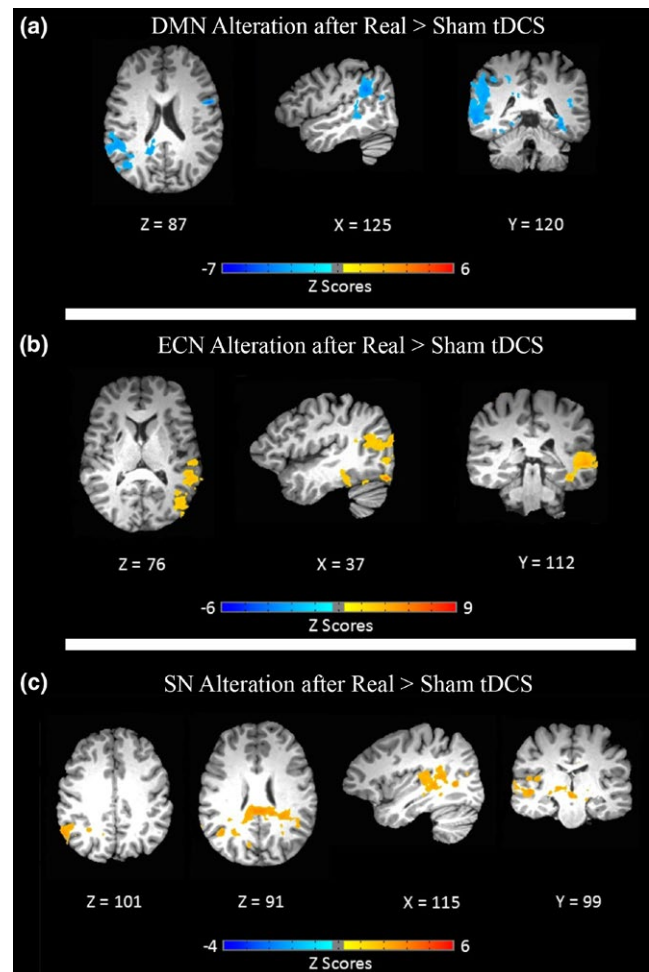 (a) DMN Alteration after Real > Sham tDCS
Z = 87 X = 125 Y = 120
-7 6
Z Scores
(b) ECN Alteration after Real > Sham tDCS
Z = 76 X = 37 Y = 112
-6 9
Z Scores
(c) SN Alteration after Real > Sham tDCS
Z = 101 Z = 91 X = 115 Y = 99
-4 6
Z Scores